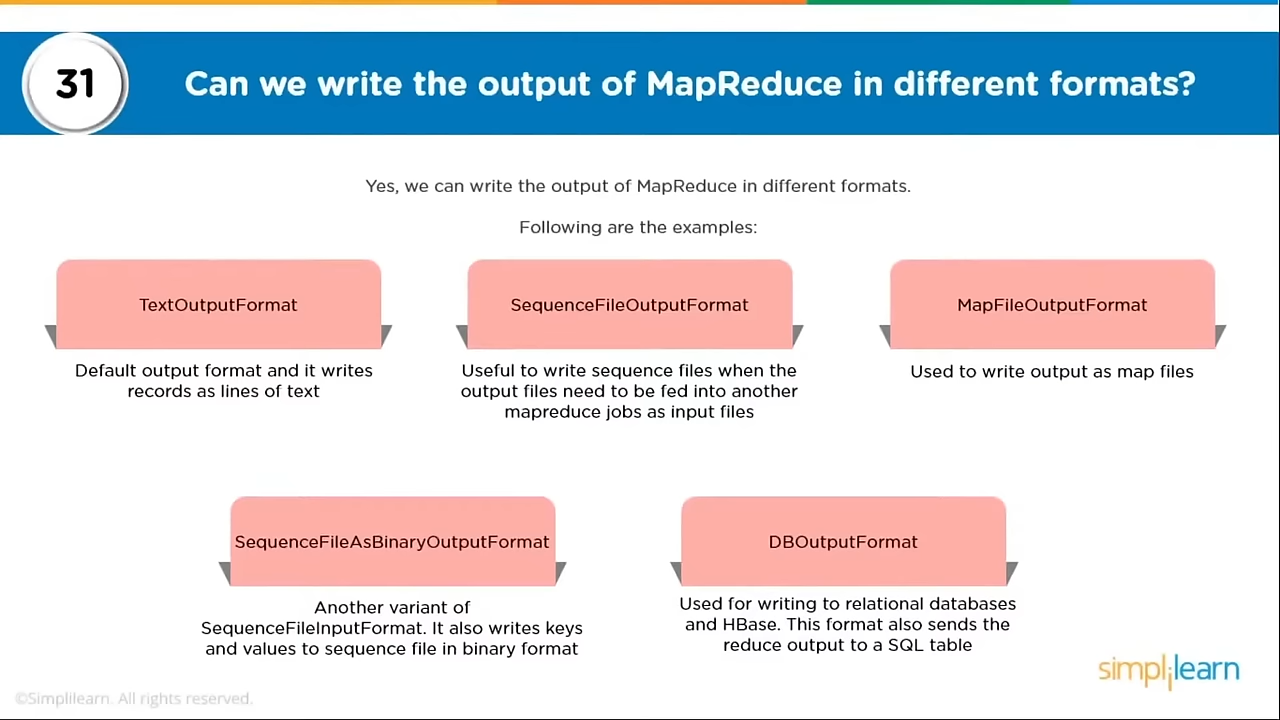 31
Can we write the output of MapReduce in different formats?
Yes, we can write the output of MapReduce in different formats.
Following are the examples:
TextOutputFormat
Default output format and it writes
records as lines of text
SequenceFileOutputFormat
Useful to write sequence files when the
output files need to be fed into another
mapreduce jobs as input files
MapFileOutputFormat
Used to write output as map files
SequenceFileAsBinaryOutputFormat
Another variant of
SequenceFileInputFormat. It also writes keys
and values to sequence file in binary format
DBOutputFormat
Used for writing to relational databases
and HBase. This format also sends the
reduce output to a SQL table
simplilearn
©Simplilearn. All rights reserved.